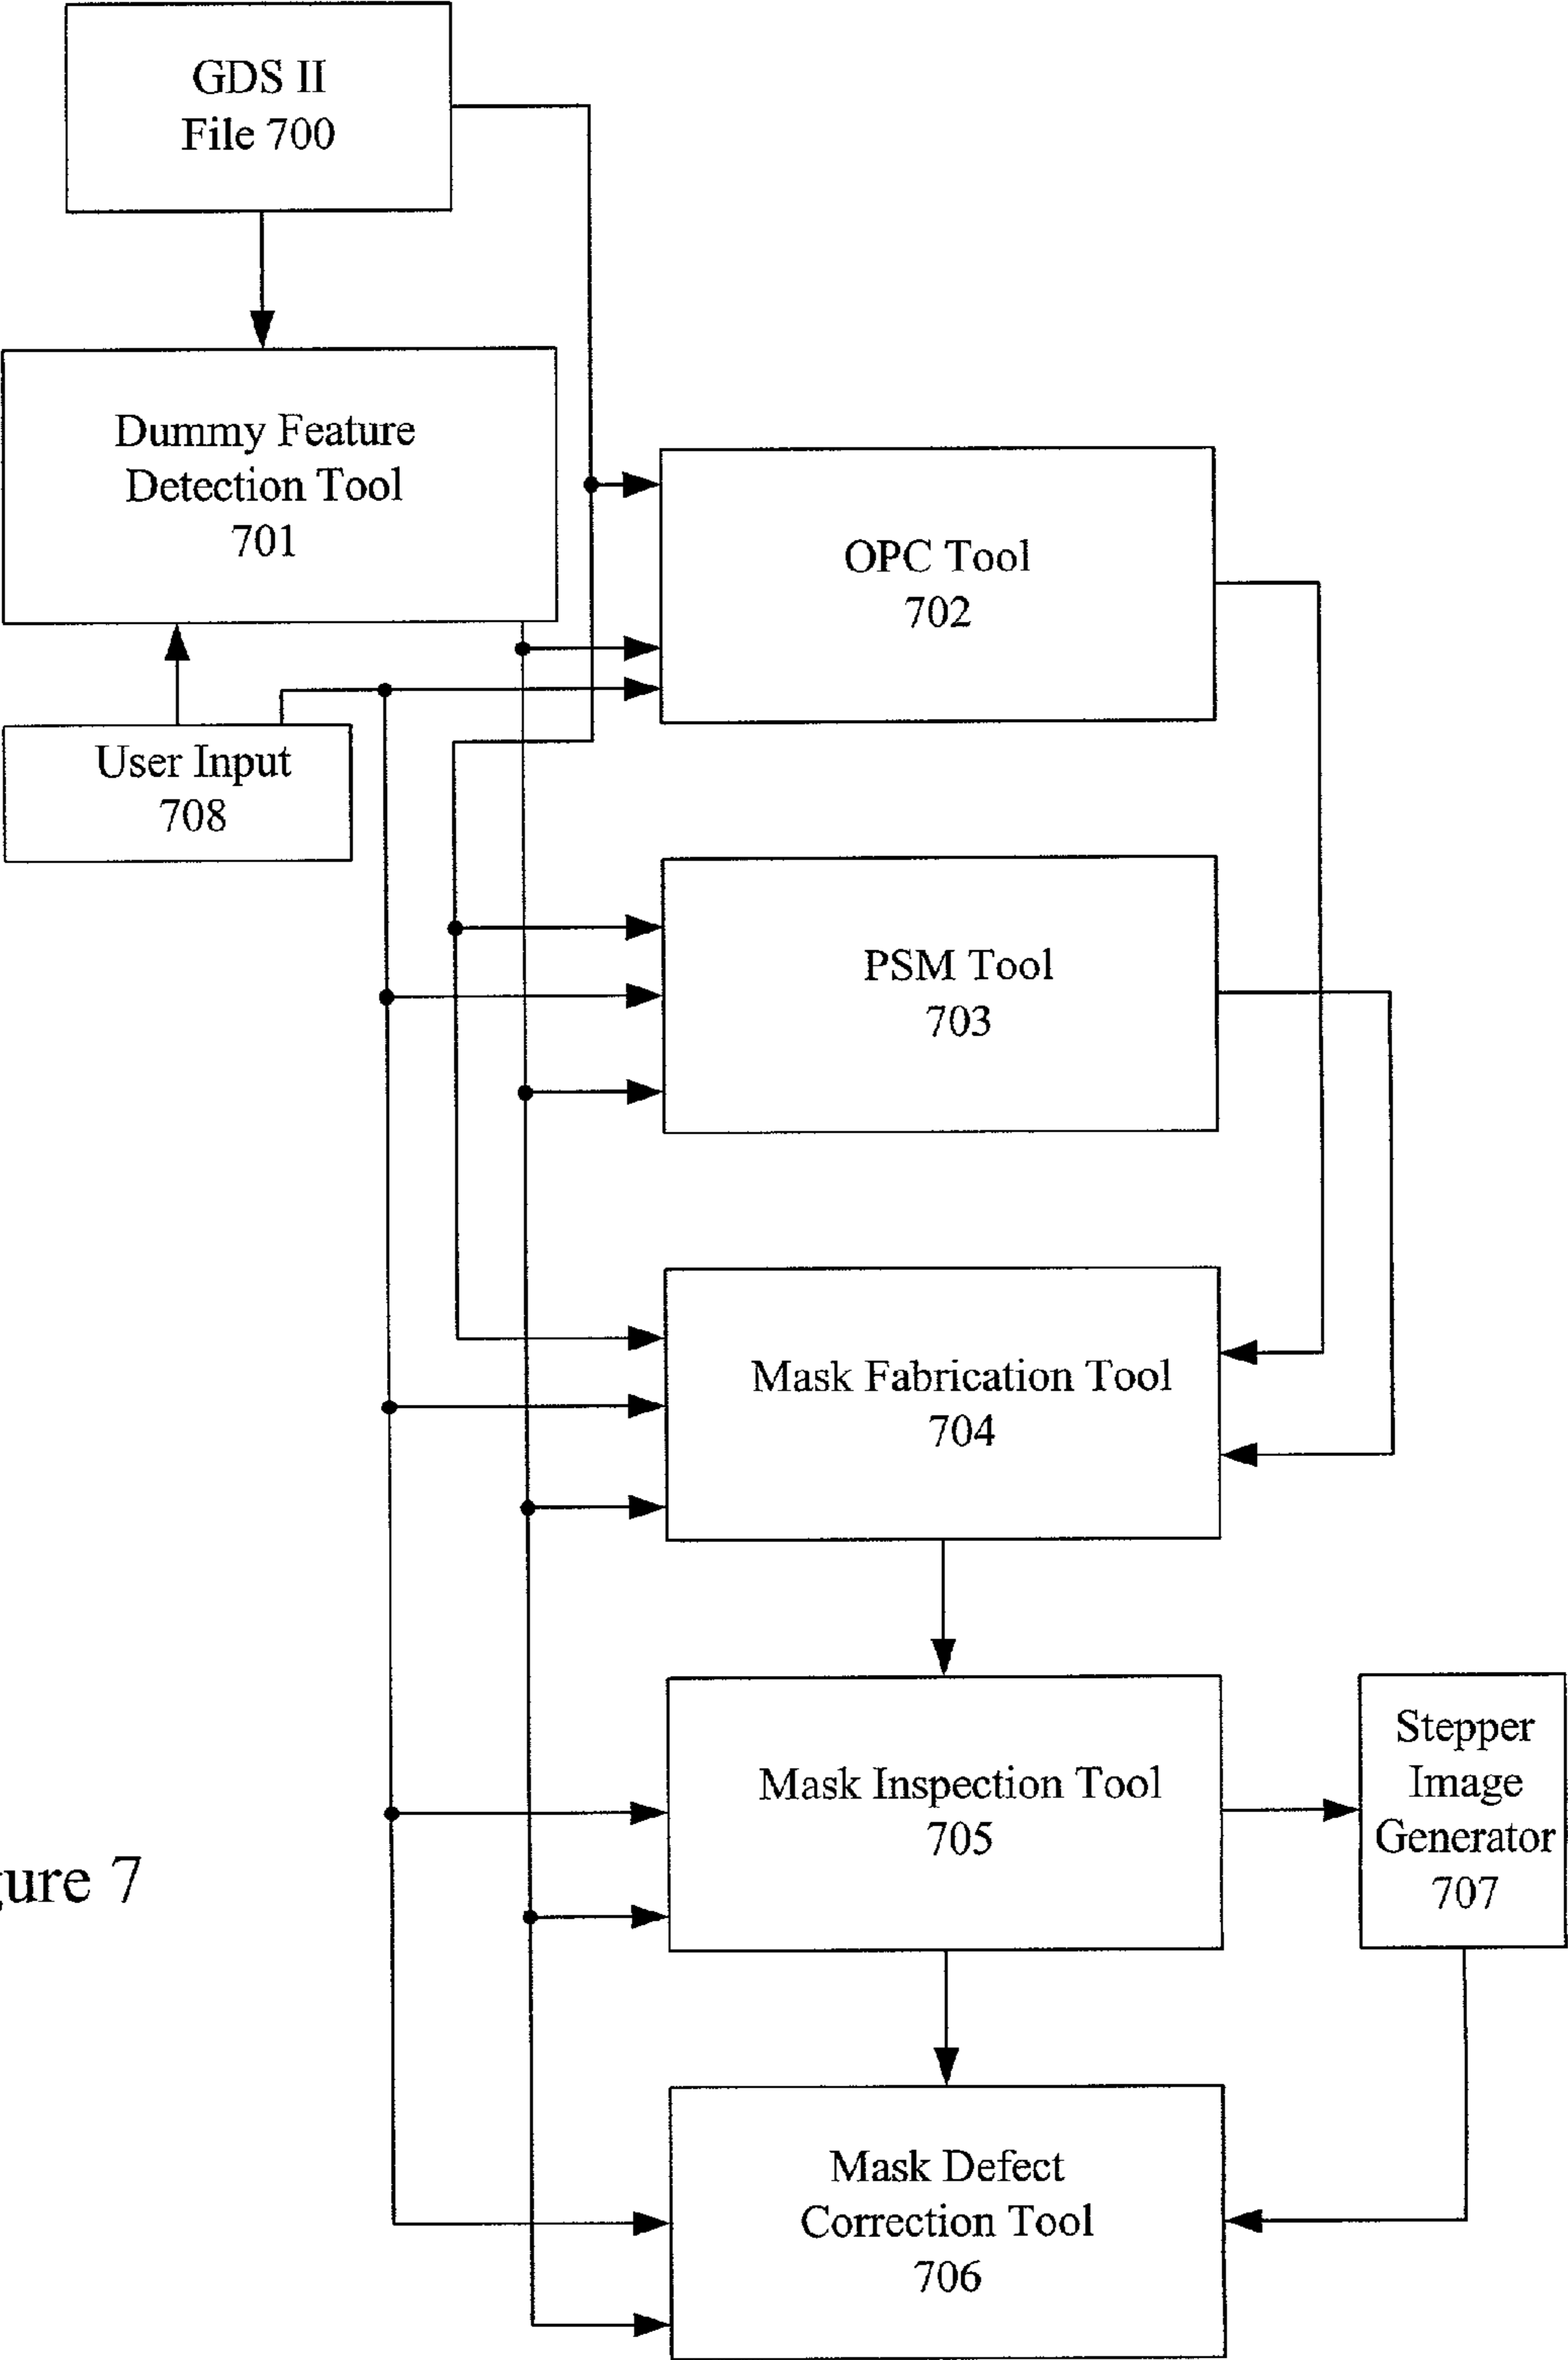 GDS II
File 700
Dummy Feature
Detection Tool
701
OPC Tool
702
User Input
708
PSM Tool
703
Mask Fabrication Tool
704
Mask Inspection Tool
705
Stepper
Image
Generator
707
7
Mask Defect
Correction Tool
706